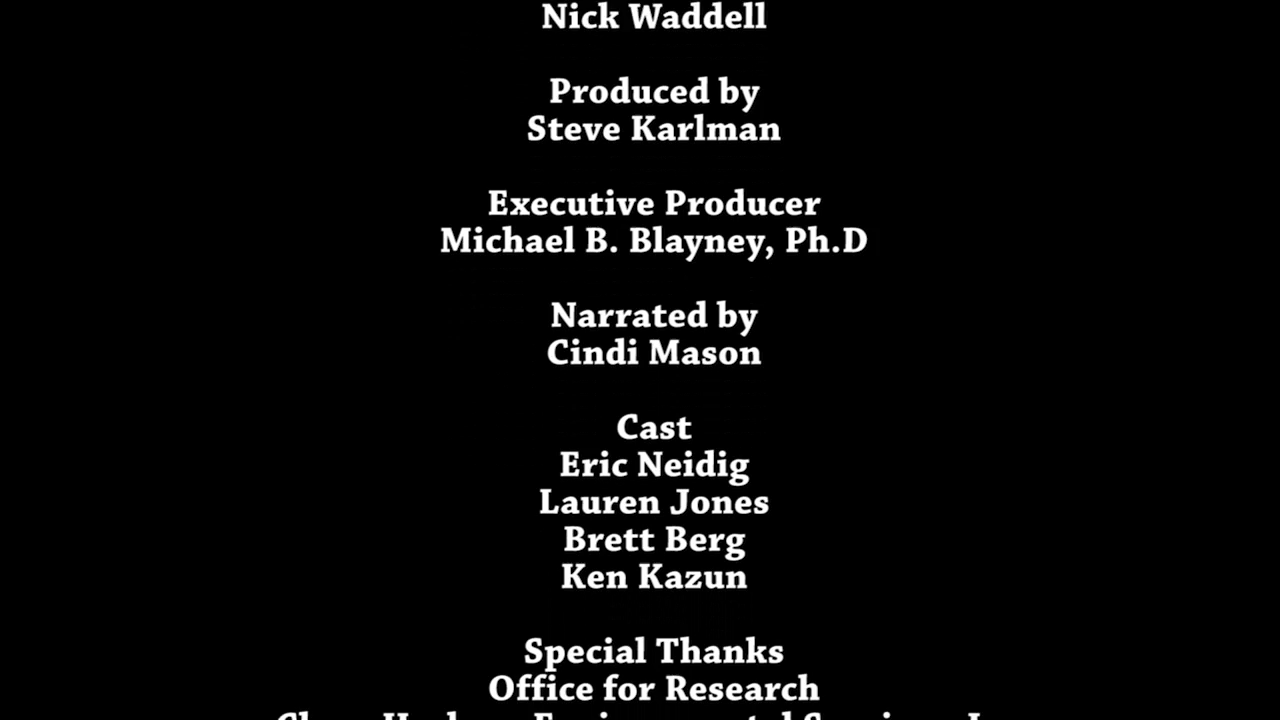 Nick Waddell
Produced by
Steve Karlman
Executive Producer
Michael B. Blayney, Ph.D
Narrated by
Cindi Mason
Cast
Eric Neidig
Lauren Jones
Brett Berg
Ken Kazun
Special Thanks
Office for Research